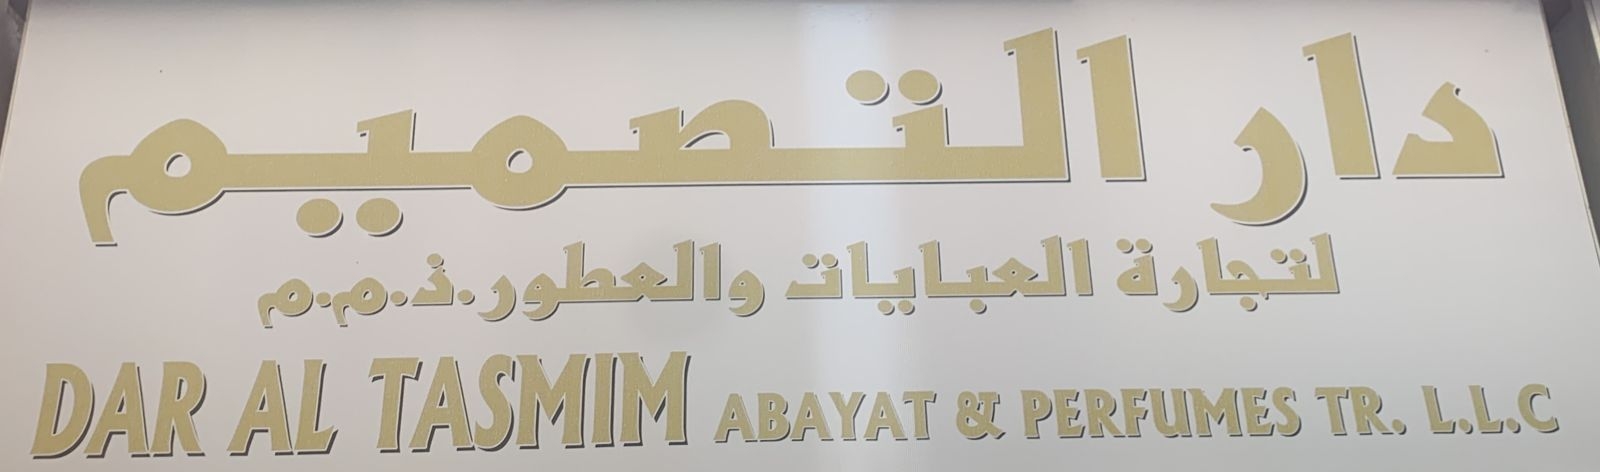 دار التصميم
لتجارة العبايات والعطور.ذ.م.م
DAR AL TASMIM ABAYAT & PERFUMES TR. L.L.C